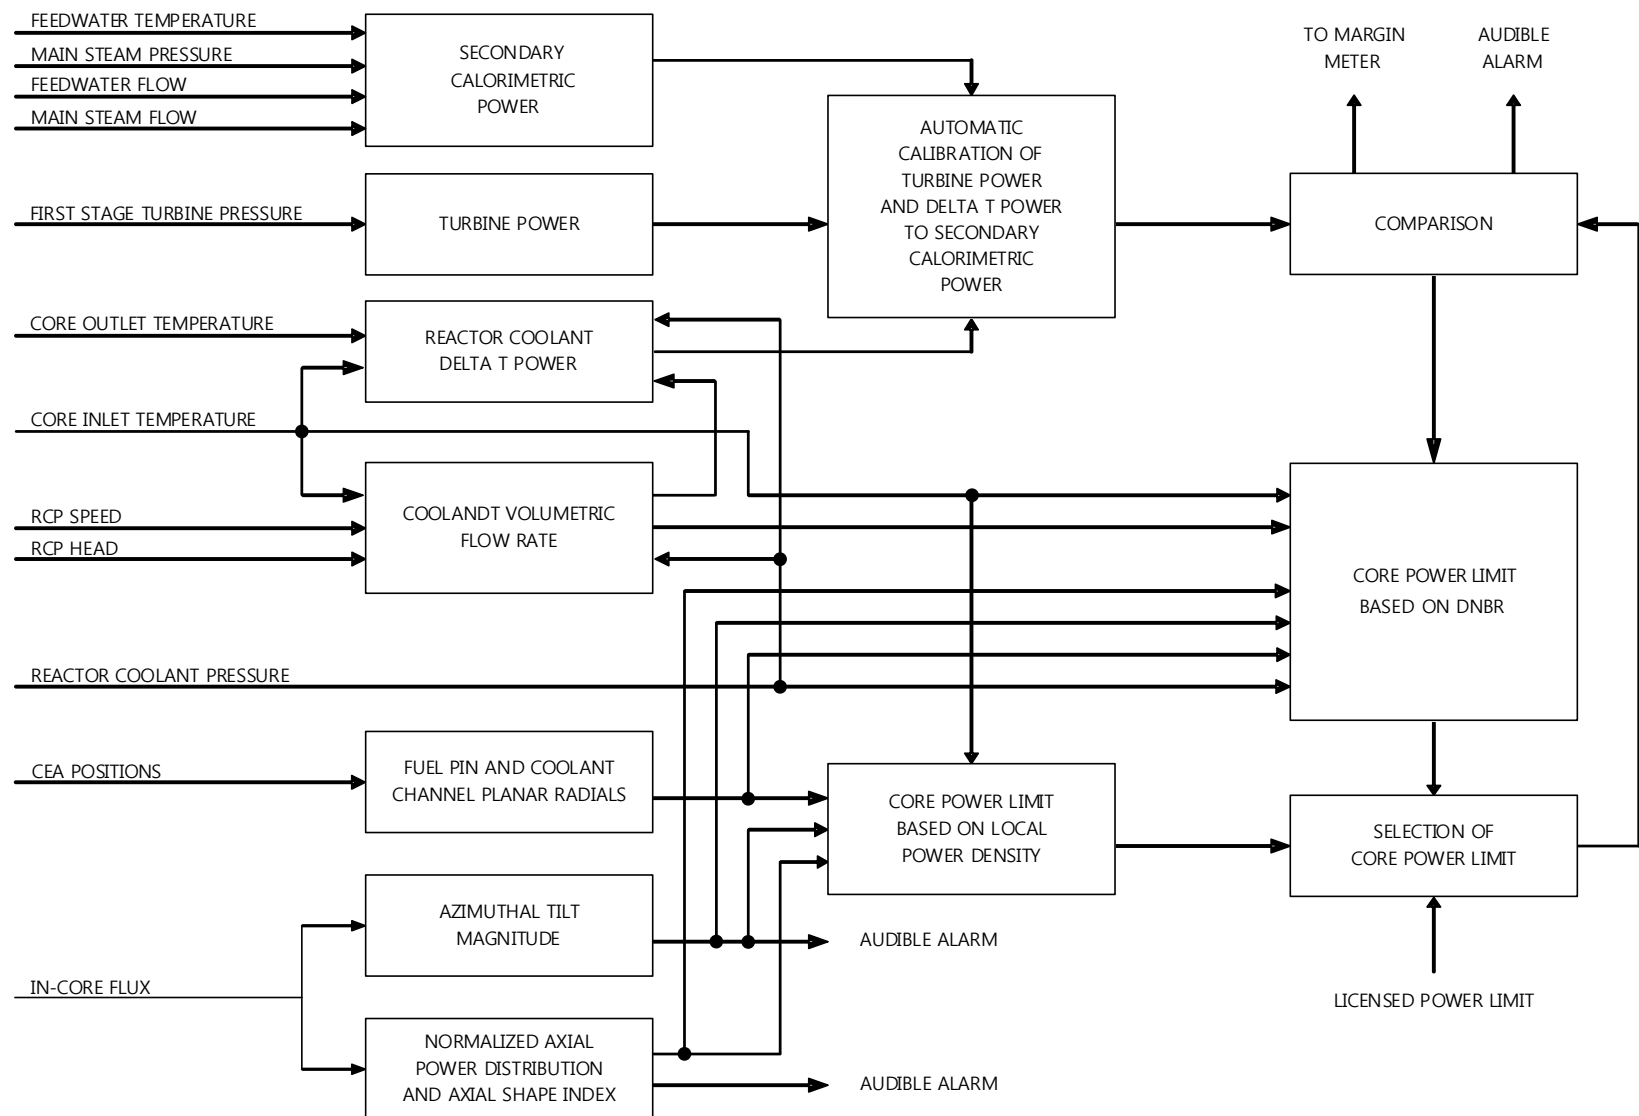 FEEDWATER TEMPERATURE
MAIN STEAM PRESSURE
FEEDWATER FLOW
MAIN STEAM FLOW
SECONDARY
CALORIMETRIC
POWER
TO MARGIN
METER
AUDIBLE
ALARM
AUTOMATIC
CALIBRATION OF
TURBINE POWER
AND DELTA T POWER
TO SECONDARY
CALORIMETRIC
POWER
FIRST STAGE TURBINE PRESSURE
TURBINE POWER
COMPARISON
CORE OUTLET TEMPERATURE
REACTOR COOLANT
DELTA T POWER
CORE INLET TEMPERATURE
RCP SPEED
RCP HEAD
COOLANDT VOLUMETRIC
FLOW RATE
CORE POWER LIMIT
BASED ON DNBR
REACTOR COOLANT PRESSURE
CEA POSITIONS
FUEL PIN AND COOLANT
CHANNEL PLANAR RADIALS
CORE POWER LIMIT
BASED ON LOCAL
POWER DENSITY
SELECTION OF
CORE POWER LIMIT
AZIMUTHAL TILT
MAGNITUDE
AUDIBLE ALARM
IN-CORE FLUX
LICENSED POWER LIMIT
NORMALIZED AXIAL
POWER DISTRIBUTION
AND AXIAL SHAPE INDEX
AUDIBLE ALARM